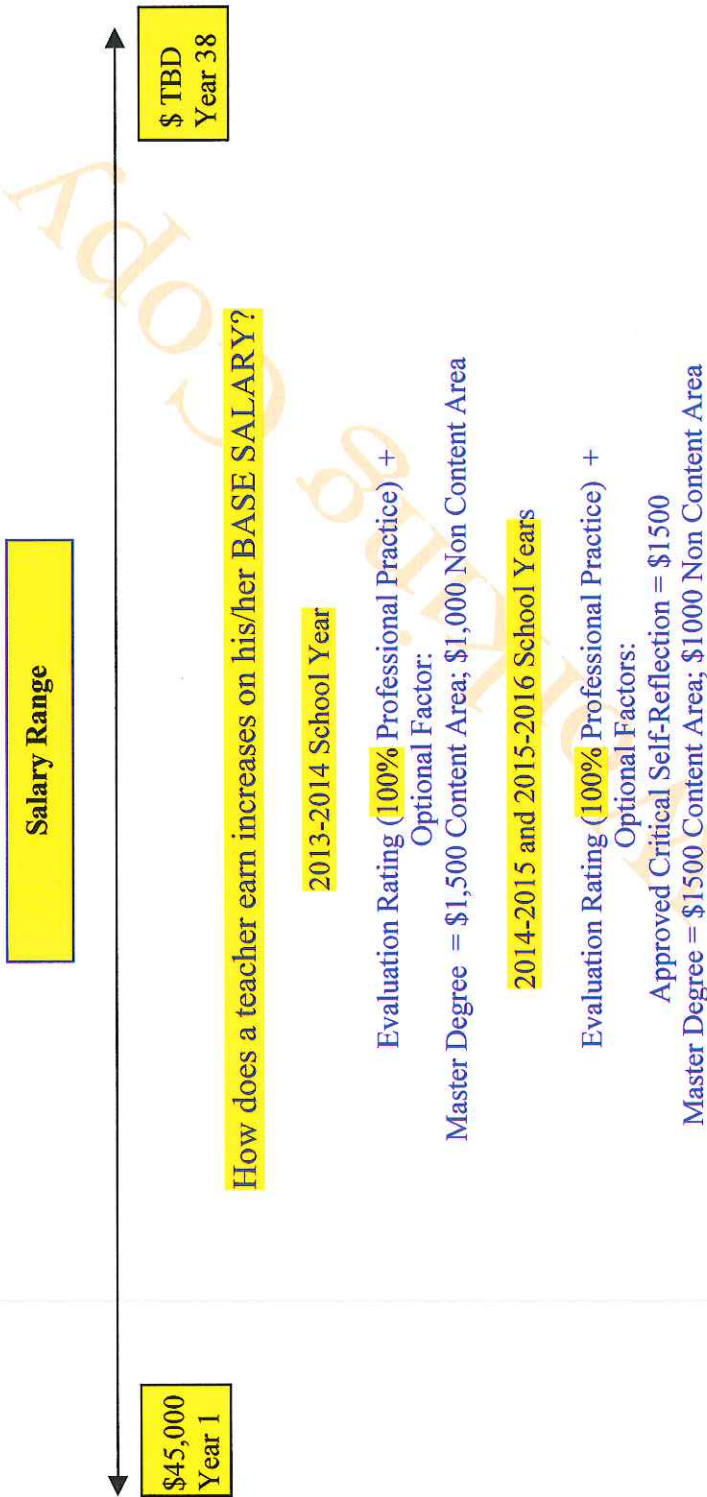 Salary Range
$45,000
Year 1
$ TBD
Year 38
How does a teacher earn increases on his/her BASE SALARY?
2013-2014 School Year
Evaluation Rating (100% Professional Practice) +
Optional Factor:
Master Degree = $1,500 Content Area; $1,000 Non Content Area
2014-2015 and 2015-2016 School Years
Evaluation Rating (100% Professional Practice) +
Optional Factors:
Approved Critical Self-Reflection = $1500
Master Degree = $1500 Content Area; $1000 Non Content Area
Working Copy